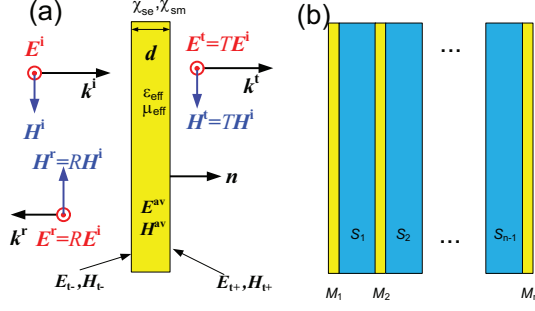 (a)
χse, χsm
d
εeff
μeff
Eav
Hav
Ei
ki
Hi
Hr=RHi
kr
Er=REi
Et-,Ht-
Et=TEi
kt
Ht=THi
n
Et+,Ht+
(b)
...
S1
S2
...
Sn-1
M1
M2